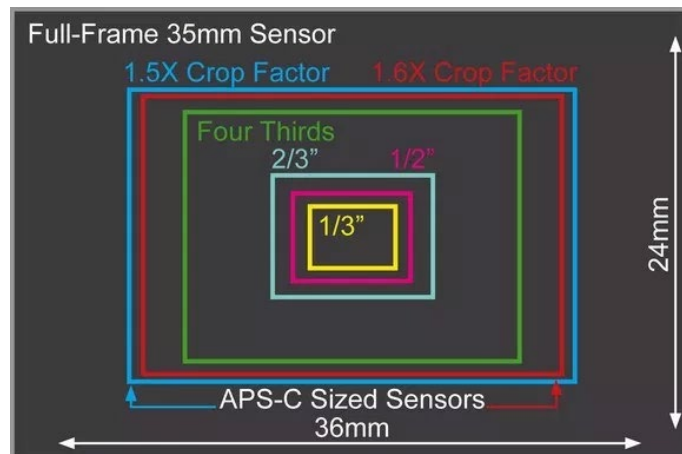 Full-Frame 35mm Sensor
1.5X Crop Factor 1.6X Crop Factor
Four Thirds
2/3” 1/2”
1/3”
24mm
APS-C Sized Sensors
36mm